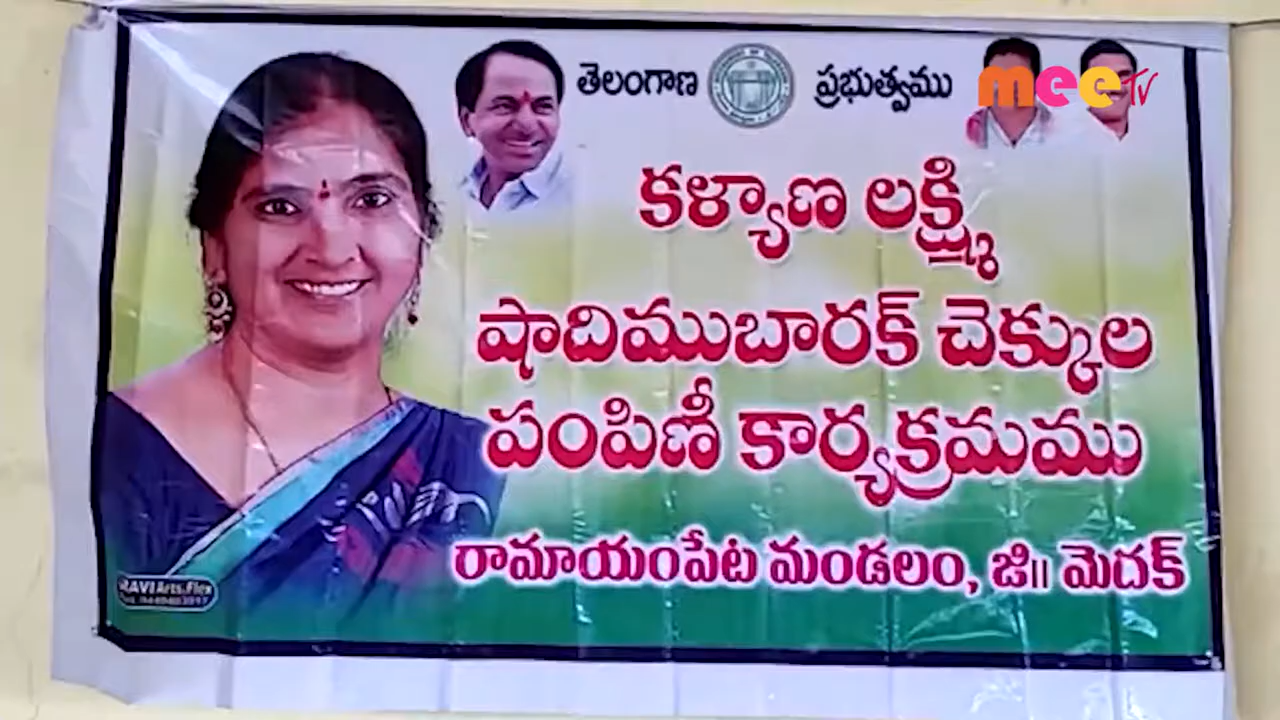 తెలంగాణ ప్రభుత్వము
mee TV
కళ్యాణ లక్ష్మి
షాదిముబారక్ చెక్కుల
పంపిణీ కార్యక్రమము
రామాయంపేట మండలం, జి॥ మెదక్
RAVI Arts,Flex